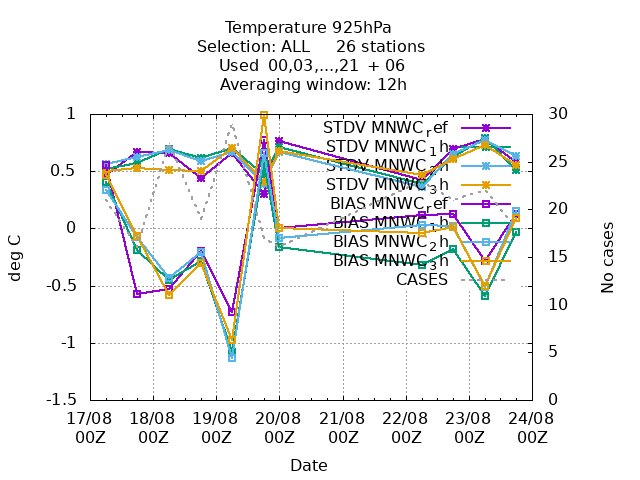 Temperature 925hPa
Selection: ALL 26 stations
Used 00,03,...,21 + 06
Averaging window: 12h
1
0.5
0
-0.5
-1
-1.5
deg C
30
25
20
15
10
5
0
No cases
STDV MNWC_ref
STDV MNWC_1h
STDV MNWC_2h
STDV MNWC_3h
BIAS MNWC_ref
BIAS MNWC_1h
BIAS MNWC_2h
BIAS MNWC_3h
CASES
17/08 18/08 19/08 20/08 21/08 22/08 23/08 24/08
00Z 00Z 00Z 00Z 00Z 00Z 00Z 00Z
Date